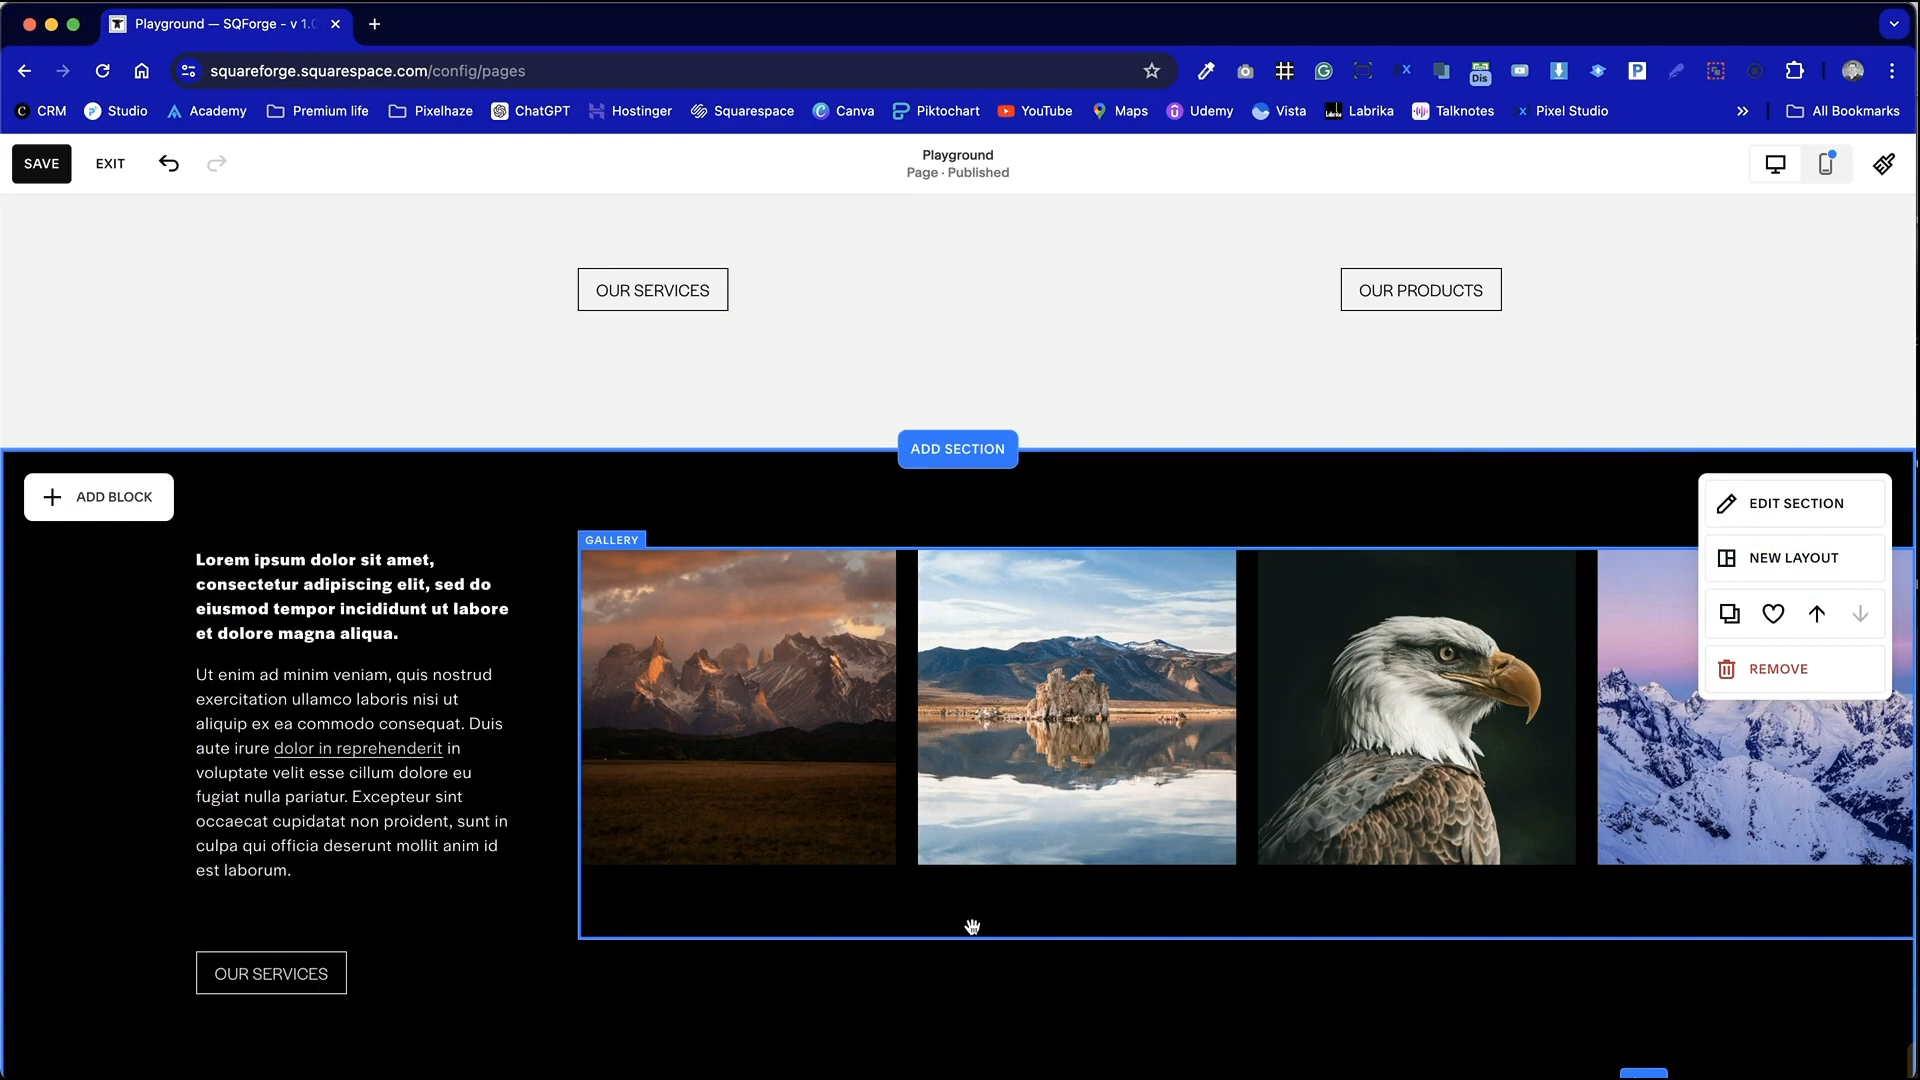 Playground — SQForge - v 1.0
squareforge.squarespace.com/config/pages
Dis
CRM
Studio
Academy
Premium life
Pixelhaze
ChatGPT
Hostinger
Squarespace
Canva
Piktochart
YouTube
Maps
Udemy
Vista
Labrika
Talknotes
Pixel Studio
All Bookmarks
SAVE
EXIT
Playground
Page · Published
OUR SERVICES
OUR PRODUCTS
ADD SECTION
ADD BLOCK
EDIT SECTION
NEW LAYOUT
REMOVE
GALLERY
Lorem ipsum dolor sit amet,
consectetur adipiscing elit, sed do
eiusmod tempor incididunt ut labore
et dolore magna aliqua.
Ut enim ad minim veniam, quis nostrud
exercitation ullamco laboris nisi ut
aliquip ex ea commodo consequat. Duis
aute irure dolor in reprehenderit in
voluptate velit esse cillum dolore eu
fugiat nulla pariatur. Excepteur sint
occaecat cupidatat non proident, sunt in
culpa qui officia deserunt mollit anim id
est laborum.
OUR SERVICES